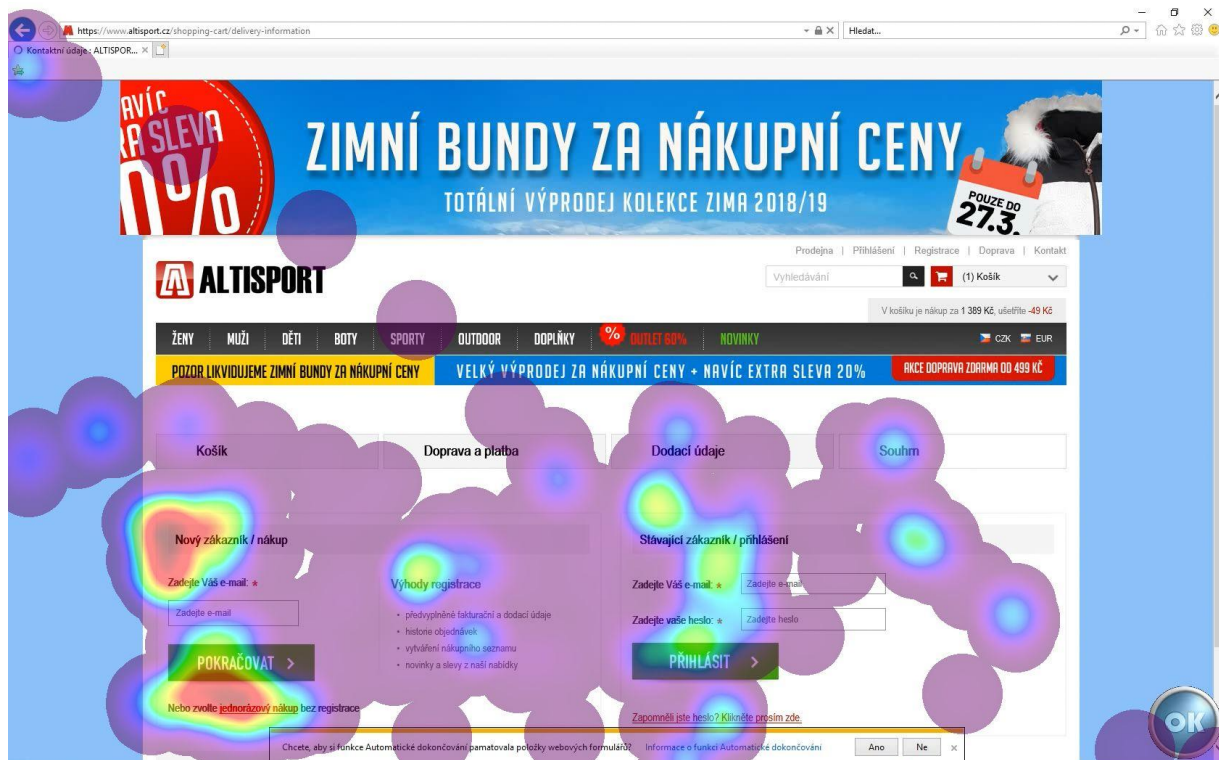 https://www.altisport.cz/shopping-cart/delivery-information
Hledat...
Kontaktní údaje : ALTISPOR...
SLEVA
ZIMNÍ BUNDY ZA NÁKUPNÍ CENY
TOTÁLNÍ VÝPRODEJ KOLEKCE ZIMA 2018/19
POUZE DO
27.3.
Prodejna | Přihlášení | Registrace | Doprava | Kontakt
ALTISPORT
Vyhledávání
(1) Košík
V košíku je nákup za 1 389 Kč, ušetříte -49 Kč
ŽENY MUŽI DĚTI BOTY SPORTY OUTDOOR DOPLŇKY % OUTLET 60% NOVINKY CZK EUR
POZOR LIKVIDUJEME ZIMNÍ BUNDY ZA NÁKUPNÍ CENY VELKÝ VÝPRODEJ ZA NÁKUPNÍ CENY + NAVÍC EXTRA SLEVA 20% AKCE DOPRAVA ZDARMA OD 499 KČ
Košík Doprava a platba Dodací údaje Souhrn
Nový zákazník / nákup
Zadejte Váš e-mail: *
Zadejte e-mail
POKRAČOVAT >
Nebo zvolte jednorázový nákup bez registrace
Výhody registrace
• předvyplněné fakturační a dodací údaje
• historie objednávek
• vytváření nákupního seznamu
• novinky a slevy z naší nabídky
Stávající zákazník / přihlášení
Zadejte Váš e-mail: * Zadejte e-mail
Zadejte vaše heslo: * Zadejte heslo
PŘIHLÁSIT >
Zapomněli jste heslo? Klikněte prosím zde.
Chcete, aby si funkce Automatické dokončování pamatovala položky webových formulářů? Informace o funkci Automatické dokončování Ano Ne
OK